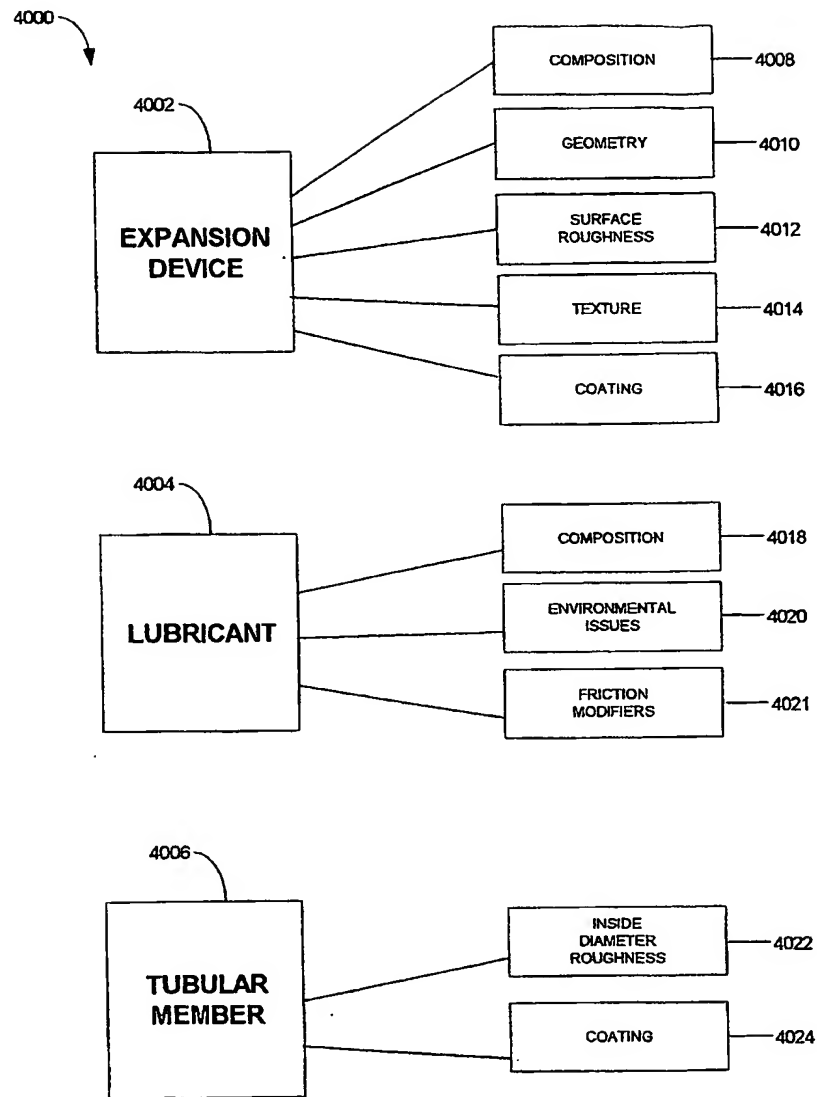 4000
4002
EXPANSION
DEVICE
COMPOSITION
4008
GEOMETRY
4010
SURFACE
ROUGHNESS
4012
TEXTURE
4014
COATING
4016
4004
LUBRICANT
COMPOSITION
4018
ENVIRONMENTAL
ISSUES
4020
FRICTION
MODIFIERS
4021
4006
TUBULAR
MEMBER
INSIDE
DIAMETER
ROUGHNESS
4022
COATING
4024